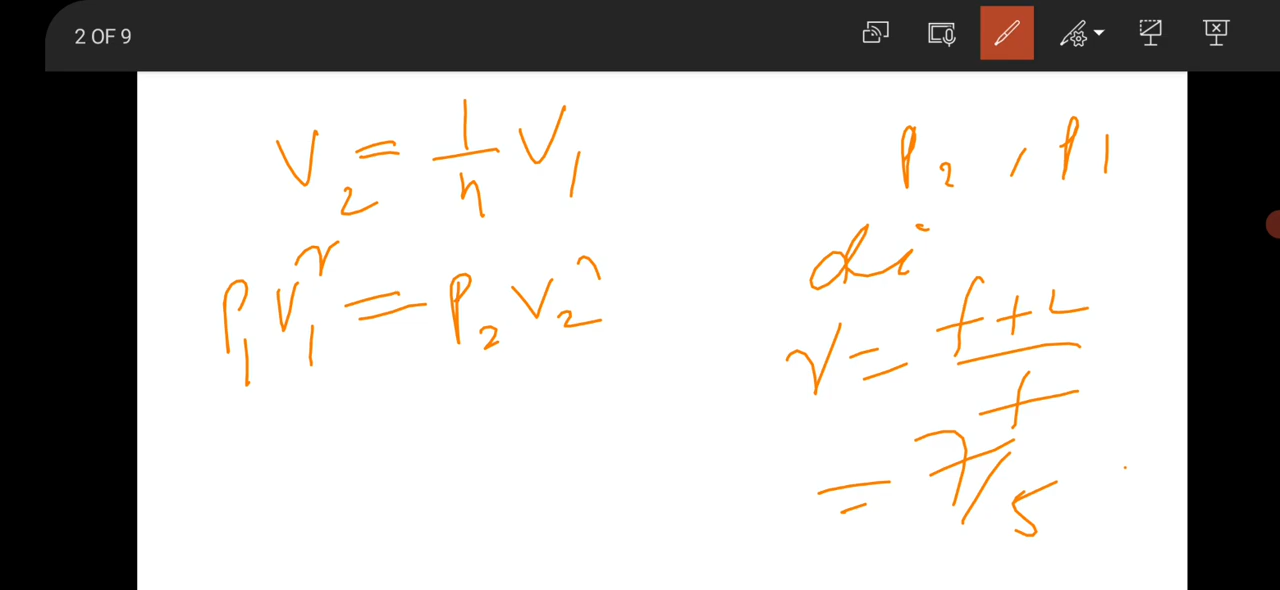 2 OF 9
V₂ = 1/n V₁
P₂, P₁
P₁V₁^γ = P₂V₂^γ
di
γ = f+2/f
= 7/5